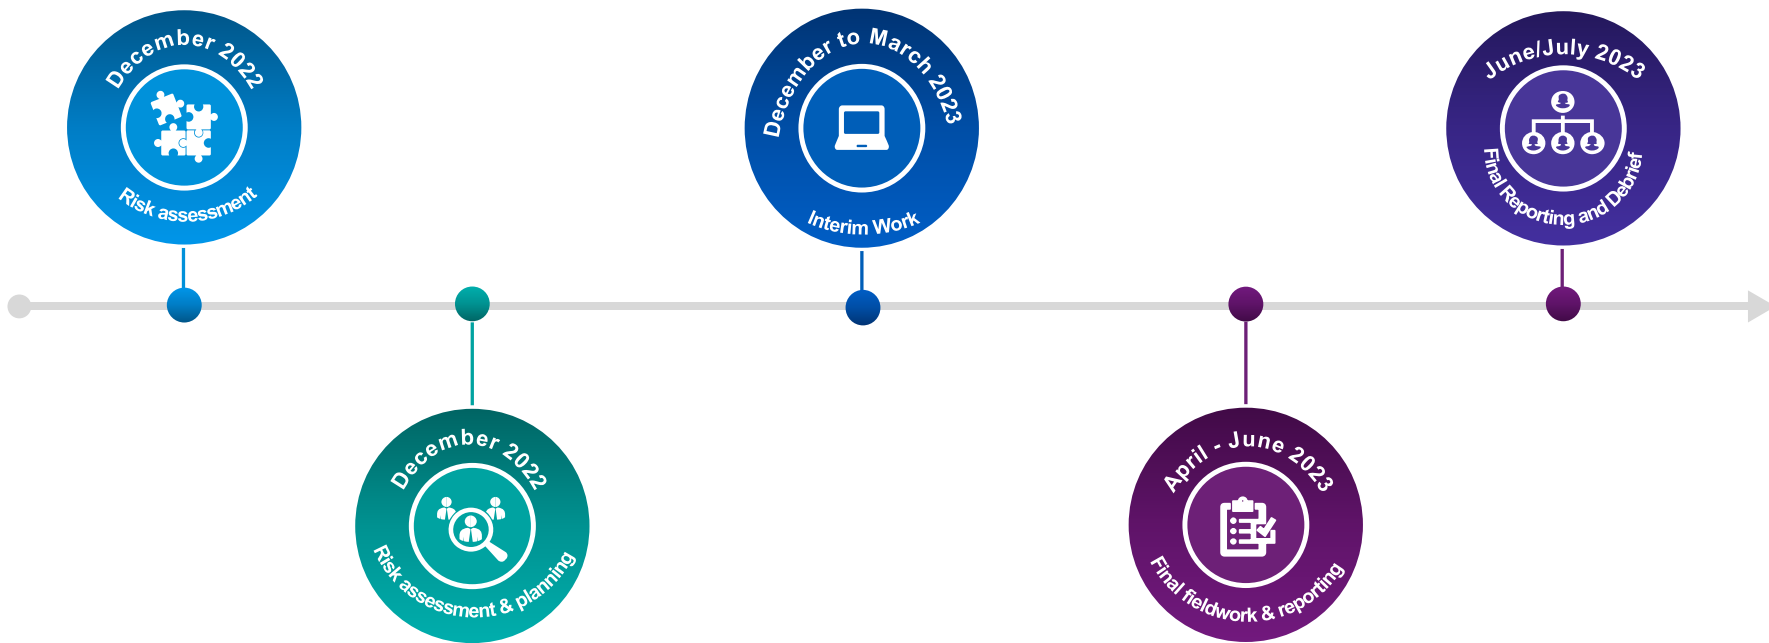 December 2022
Risk assessment
December 2022
Risk assessment & planning
December to March 2023
Interim Work
April - June 2023
Final fieldwork & reporting
June/July 2023
Final Reporting and Debrief